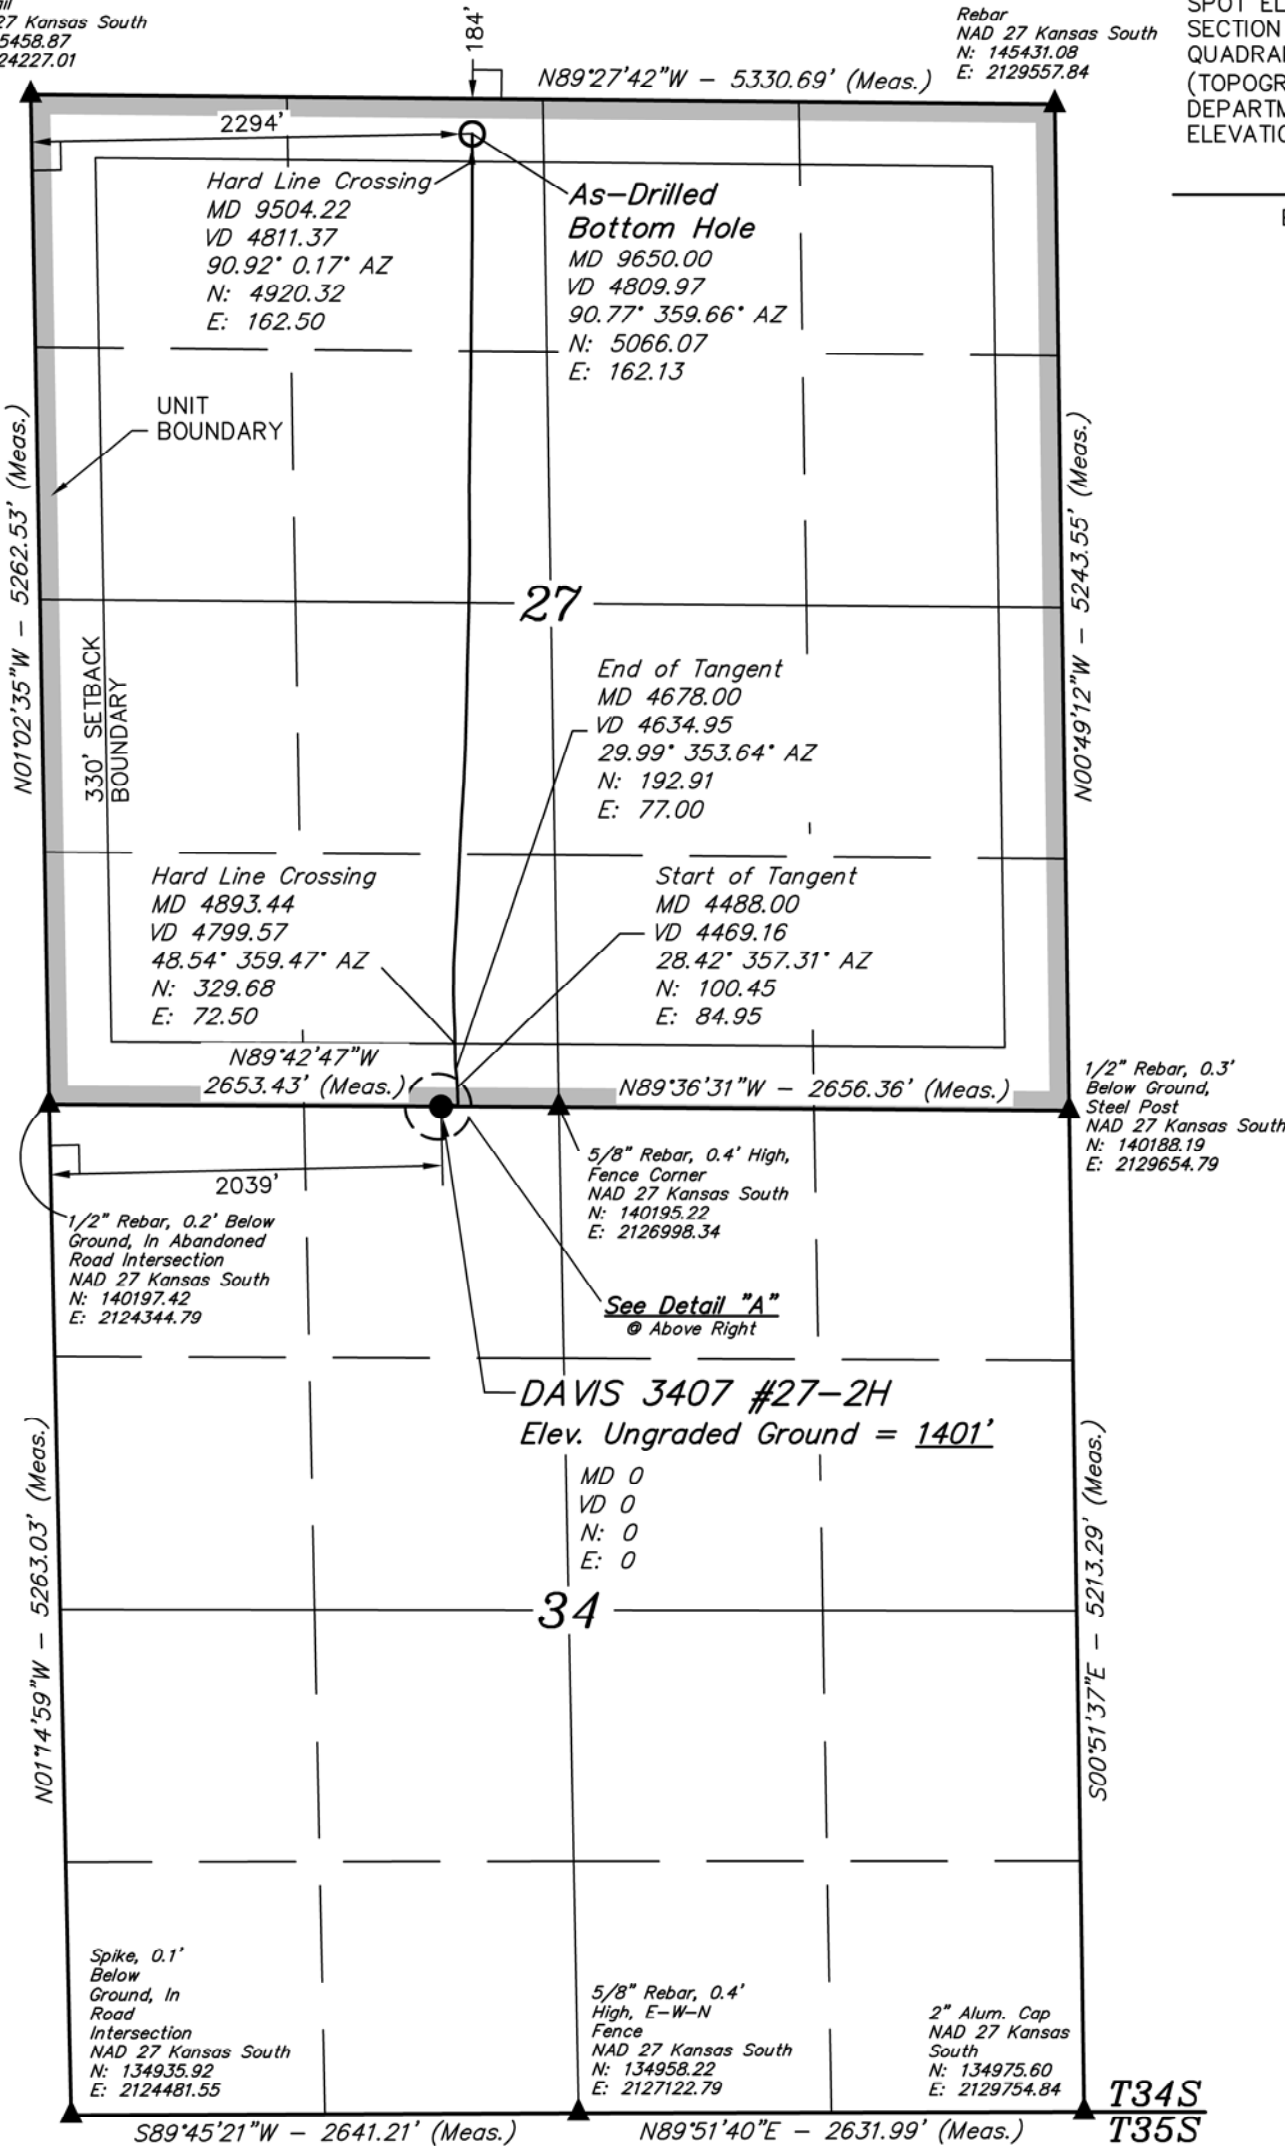 27 Kansas South
5458.87
24227.01
184'
Rebar
NAD 27 Kansas South
N: 145431.08
E: 2129557.84
SECTION
(TOPOGR
DEPARTM
ELEVATIO
N89°27'42"W - 5330.69' (Meas.)
2294'
Hard Line Crossing
MD 9504.22
VD 4811.37
90.92° 0.17° AZ
N: 4920.32
E: 162.50
As-Drilled
Bottom Hole
MD 9650.00
VD 4809.97
90.77° 359.66° AZ
N: 5066.07
E: 162.13
UNIT
BOUNDARY
N01°02'35"W - 5262.53' (Meas.)
N00°49'12"W - 5243.55' (Meas.)
27
330' SETBACK
BOUNDARY
End of Tangent
MD 4678.00
VD 4634.95
29.99° 353.64° AZ
N: 192.91
E: 77.00
Hard Line Crossing
MD 4893.44
VD 4799.57
48.54° 359.47° AZ
N: 329.68
E: 72.50
Start of Tangent
MD 4488.00
VD 4469.16
28.42° 357.31° AZ
N: 100.45
E: 84.95
N89°42'47"W
2653.43' (Meas.)
N89°36'31"W - 2656.36' (Meas.)
1/2" Rebar, 0.3'
Below Ground,
Steel Post
NAD 27 Kansas South
N: 140188.19
E: 2129654.79
2039'
5/8" Rebar, 0.4' High,
Fence Corner
NAD 27 Kansas South
N: 140195.22
E: 2126998.34
1/2" Rebar, 0.2' Below
Ground, In Abandoned
Road Intersection
NAD 27 Kansas South
N: 140197.42
E: 2124344.79
See Detail "A"
@ Above Right
DAVIS 3407 #27-2H
Elev. Ungraded Ground = 1401'
MD 0
VD 0
N: 0
E: 0
N01°14'59"W - 5263.03' (Meas.)
S00°51'37"E - 5213.29' (Meas.)
34
Spike, 0.1'
Below
Ground, In
Road
Intersection
NAD 27 Kansas South
N: 134935.92
E: 2124481.55
5/8" Rebar, 0.4'
High, E-W-N
Fence
NAD 27 Kansas South
N: 134958.22
E: 2127122.79
2" Alum. Cap
NAD 27 Kansas
South
N: 134975.60
E: 2129754.84
T34S
T35S
S89°45'21"W - 2641.21' (Meas.)
N89°51'40"E - 2631.99' (Meas.)